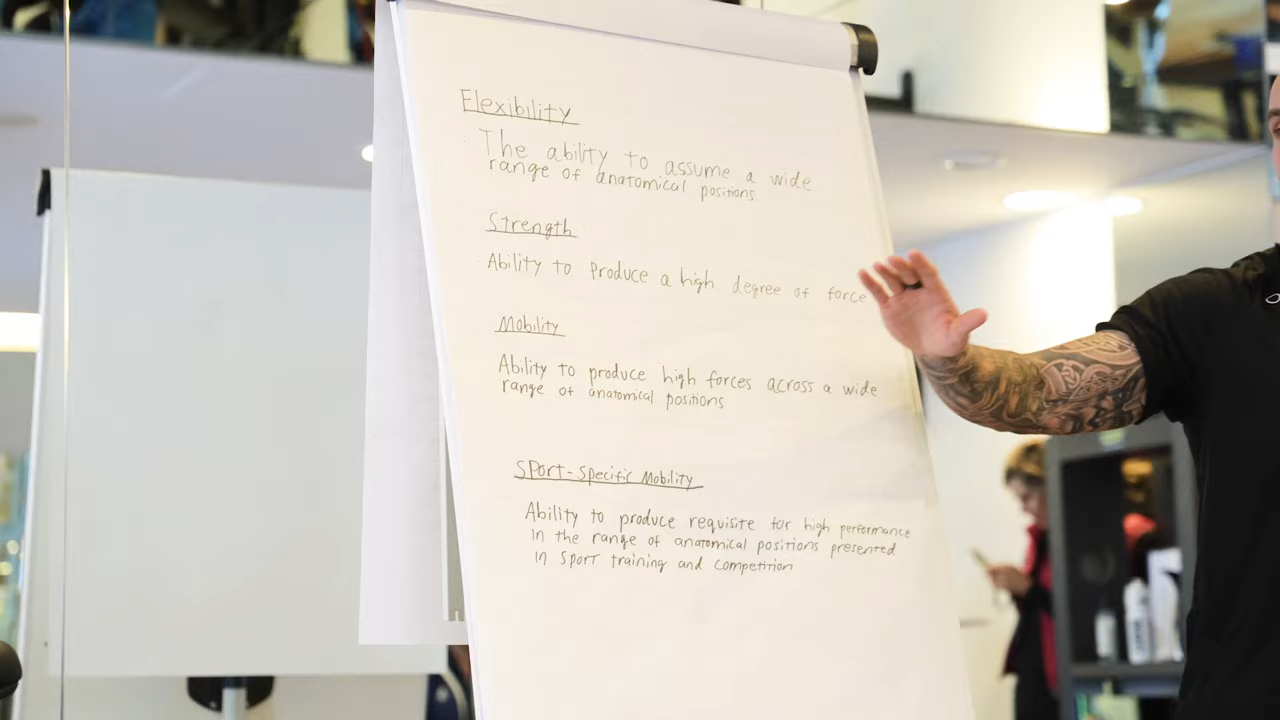 Flexibility
The ability to assume a wide
range of anatomical positions
Strength
Ability to produce a high degree of force
Mobility
Ability to produce high forces across a wide
range of anatomical positions
Sport-Specific Mobility
Ability to produce requisite for high performance
in the range of anatomical positions presented
in sport training and competition